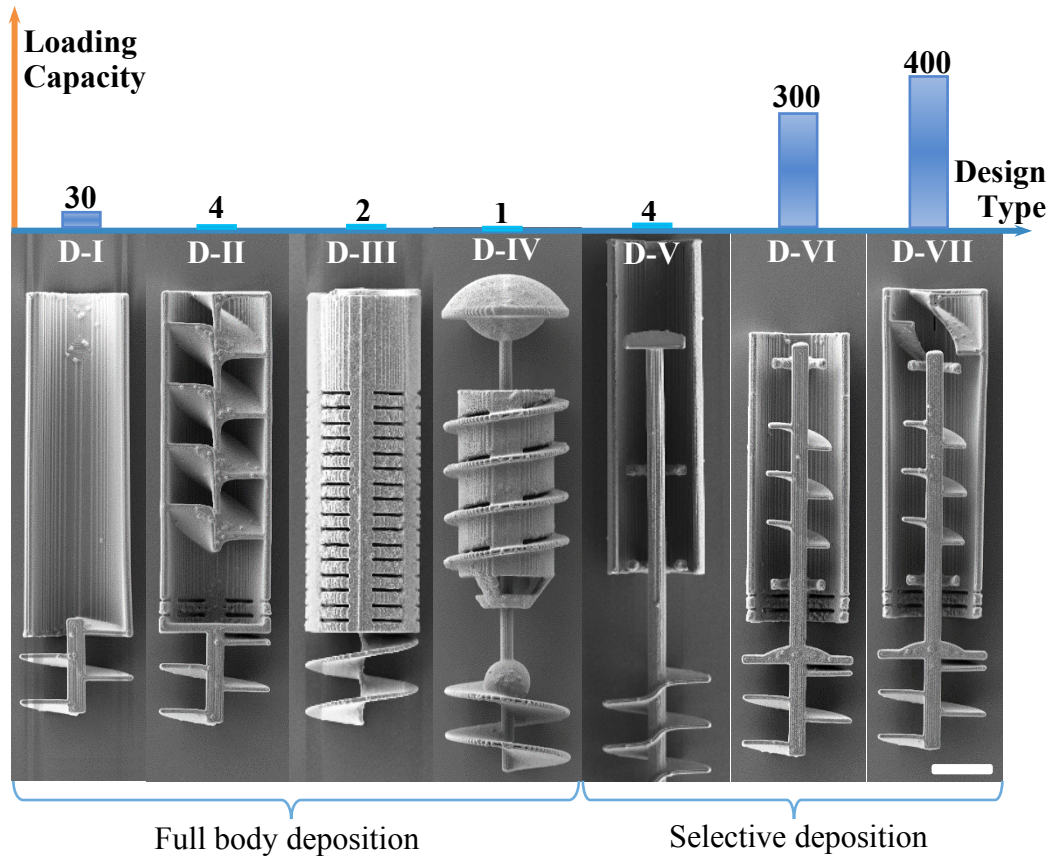 Loading
Capacity
30
4
2
1
4
300
400
Design
Type
D-I
D-II
D-III
D-IV
D-V
D-VI
D-VII
Full body deposition
Selective deposition